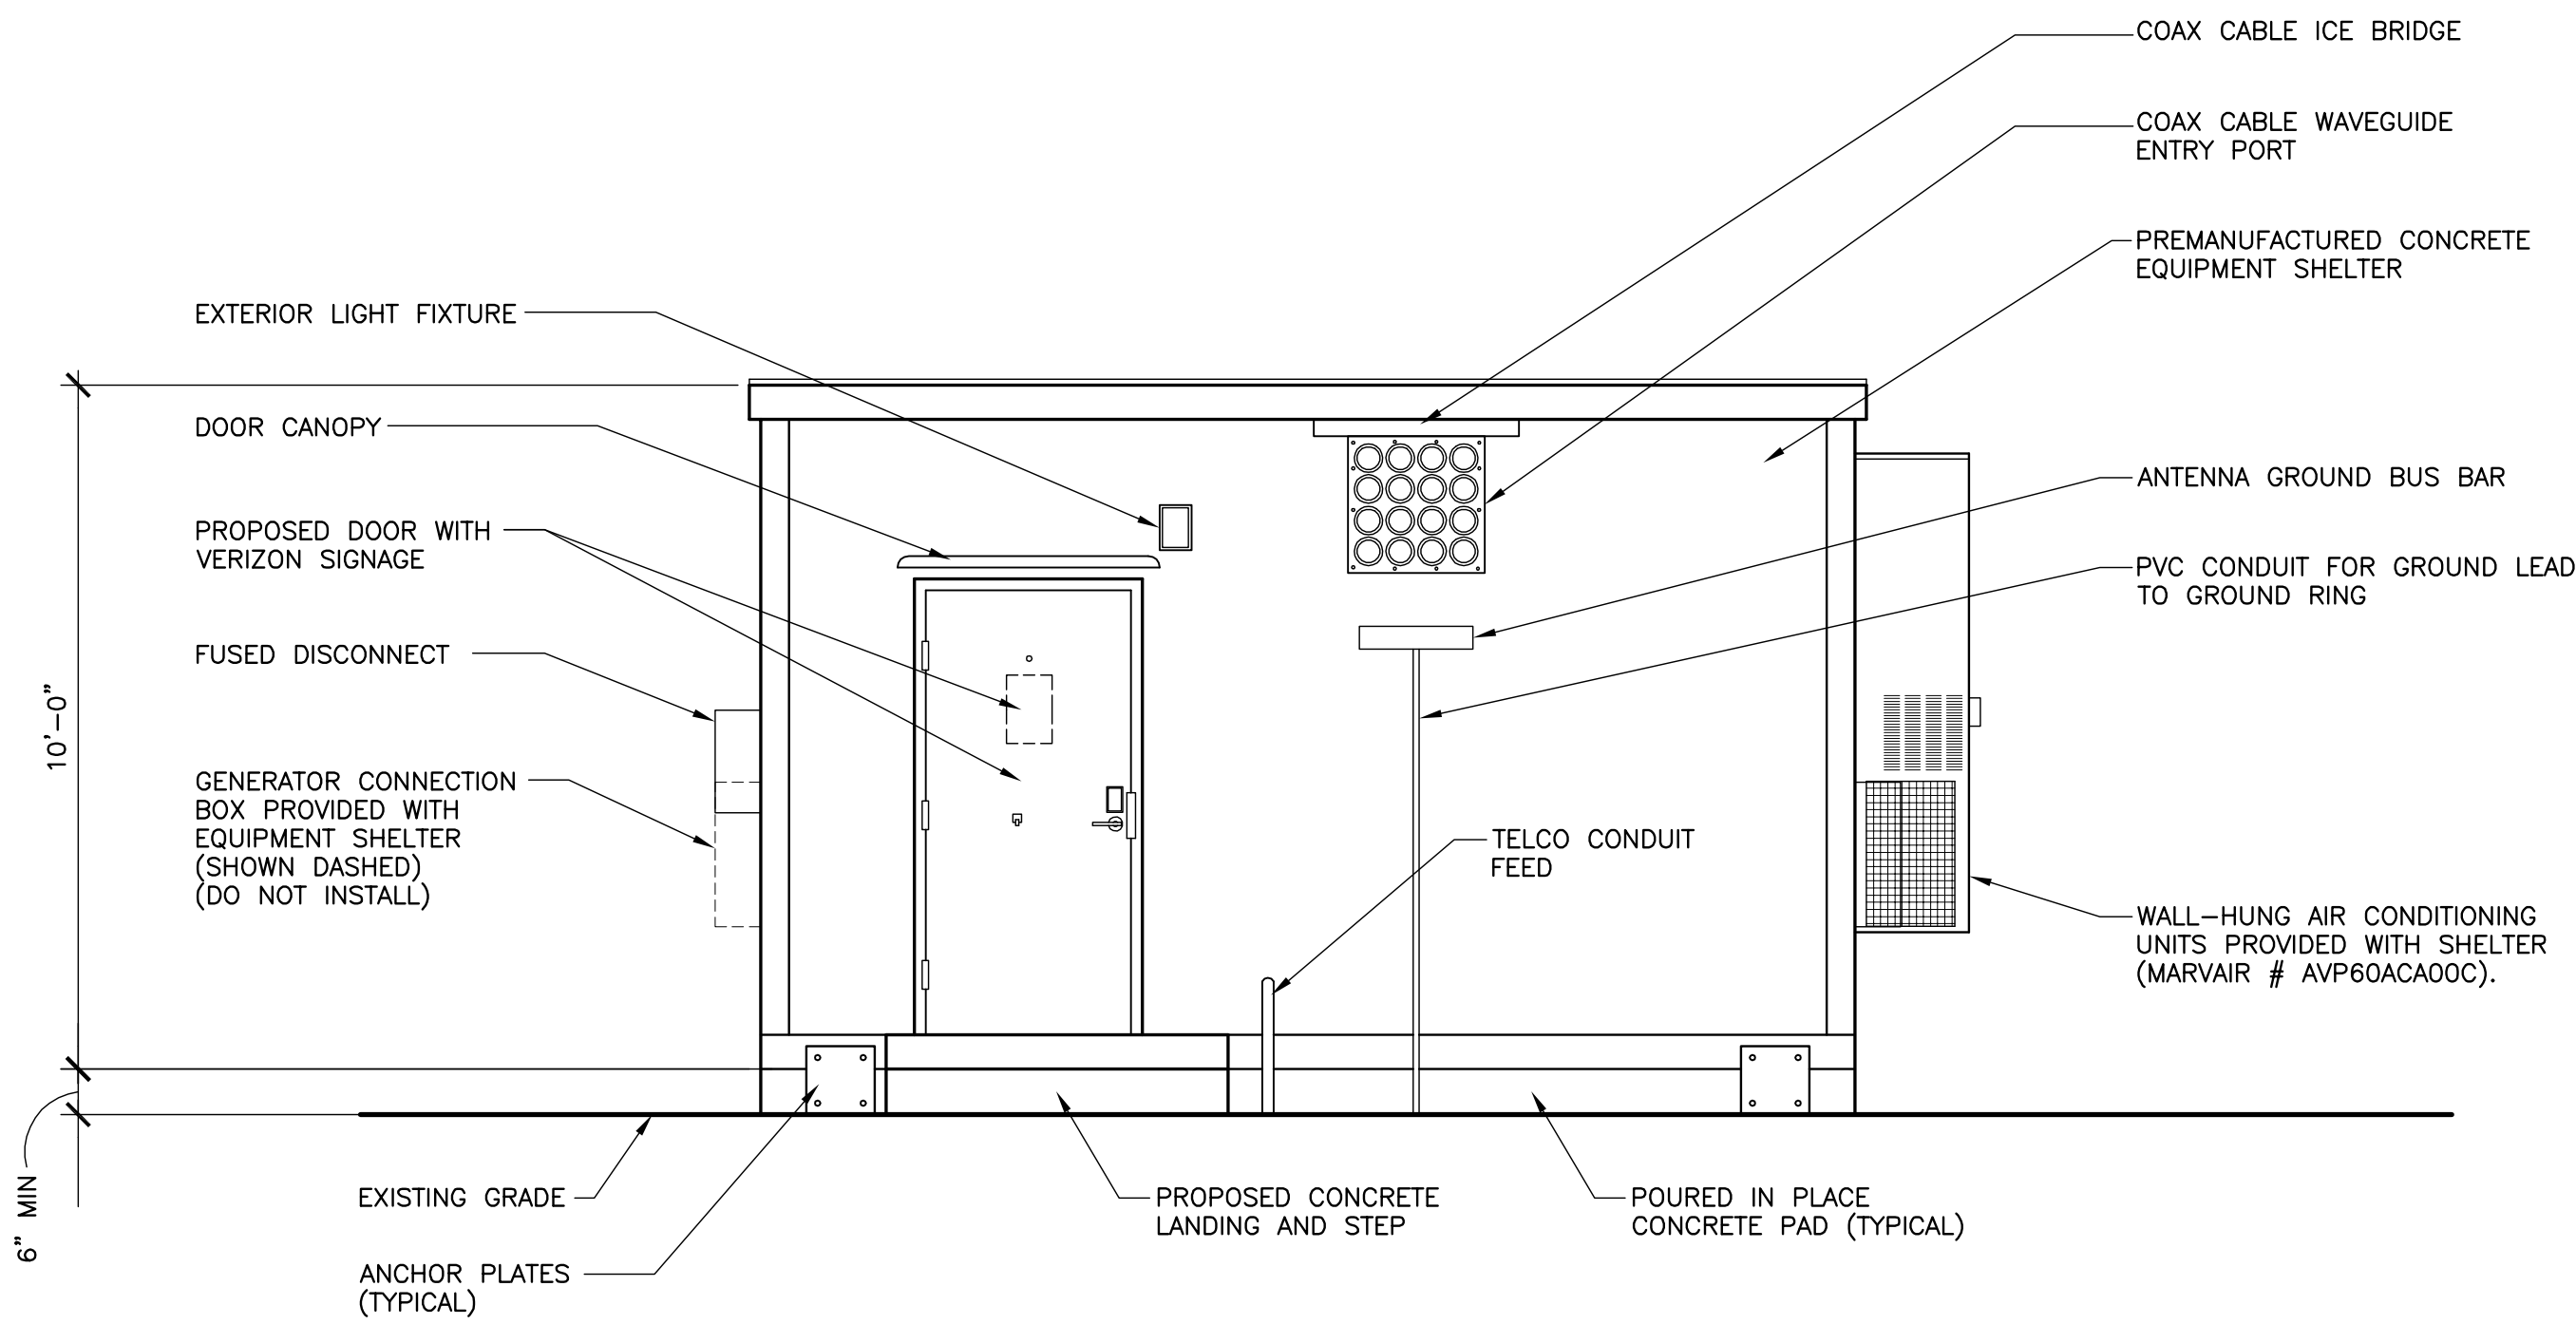 COAX CABLE ICE BRIDGE
COAX CABLE WAVEGUIDE
ENTRY PORT
PREMANUFACTURED CONCRETE
EQUIPMENT SHELTER
EXTERIOR LIGHT FIXTURE
DOOR CANOPY
ANTENNA GROUND BUS BAR
PROPOSED DOOR WITH
VERIZON SIGNAGE
PVC CONDUIT FOR GROUND LEAD
TO GROUND RING
FUSED DISCONNECT
10'-0"
GENERATOR CONNECTION
BOX PROVIDED WITH
EQUIPMENT SHELTER
(SHOWN DASHED)
(DO NOT INSTALL)
TELCO CONDUIT
FEED
WALL-HUNG AIR CONDITIONING
UNITS PROVIDED WITH SHELTER
(MARVAIR # AVP60ACA00C).
6" MIN
EXISTING GRADE
PROPOSED CONCRETE
LANDING AND STEP
POURED IN PLACE
CONCRETE PAD (TYPICAL)
ANCHOR PLATES
(TYPICAL)